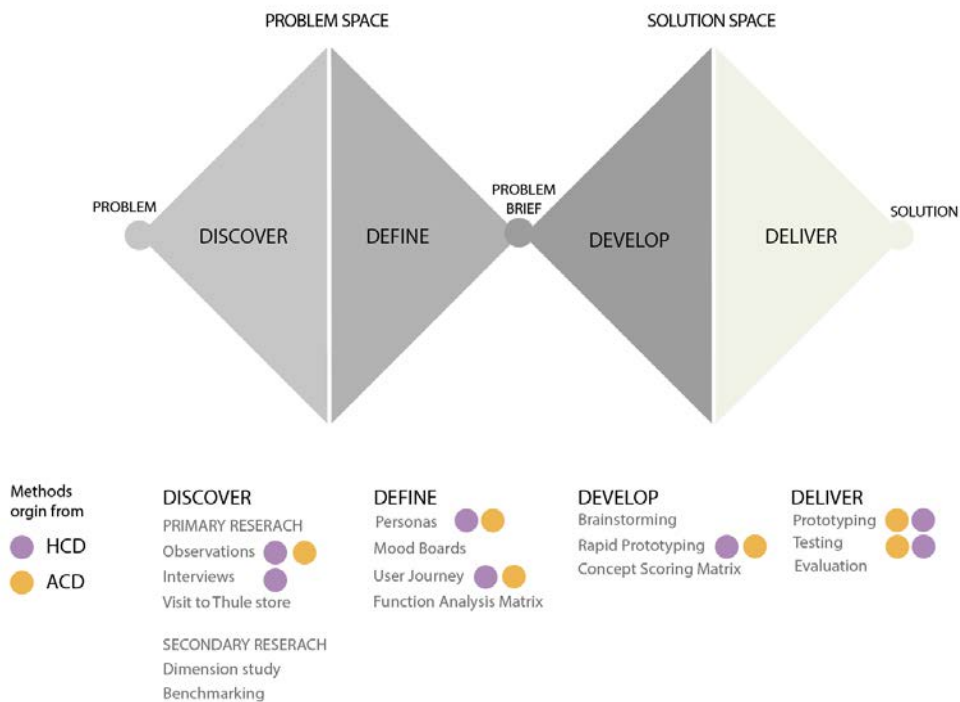 PROBLEM SPACE
SOLUTION SPACE
PROBLEM
PROBLEM
BRIEF
SOLUTION
DISCOVER
DEFINE
DEVELOP
DELIVER
Methods
orgin from
HCD
ACD
DISCOVER
PRIMARY RESERACH
Observations
Interviews
Visit to Thule store
SECONDARY RESERACH
Dimension study
Benchmarking
DEFINE
Personas
Mood Boards
User Journey
Function Analysis Matrix
DEVELOP
Brainstorming
Rapid Prototyping
Concept Scoring Matrix
DELIVER
Prototyping
Testing
Evaluation